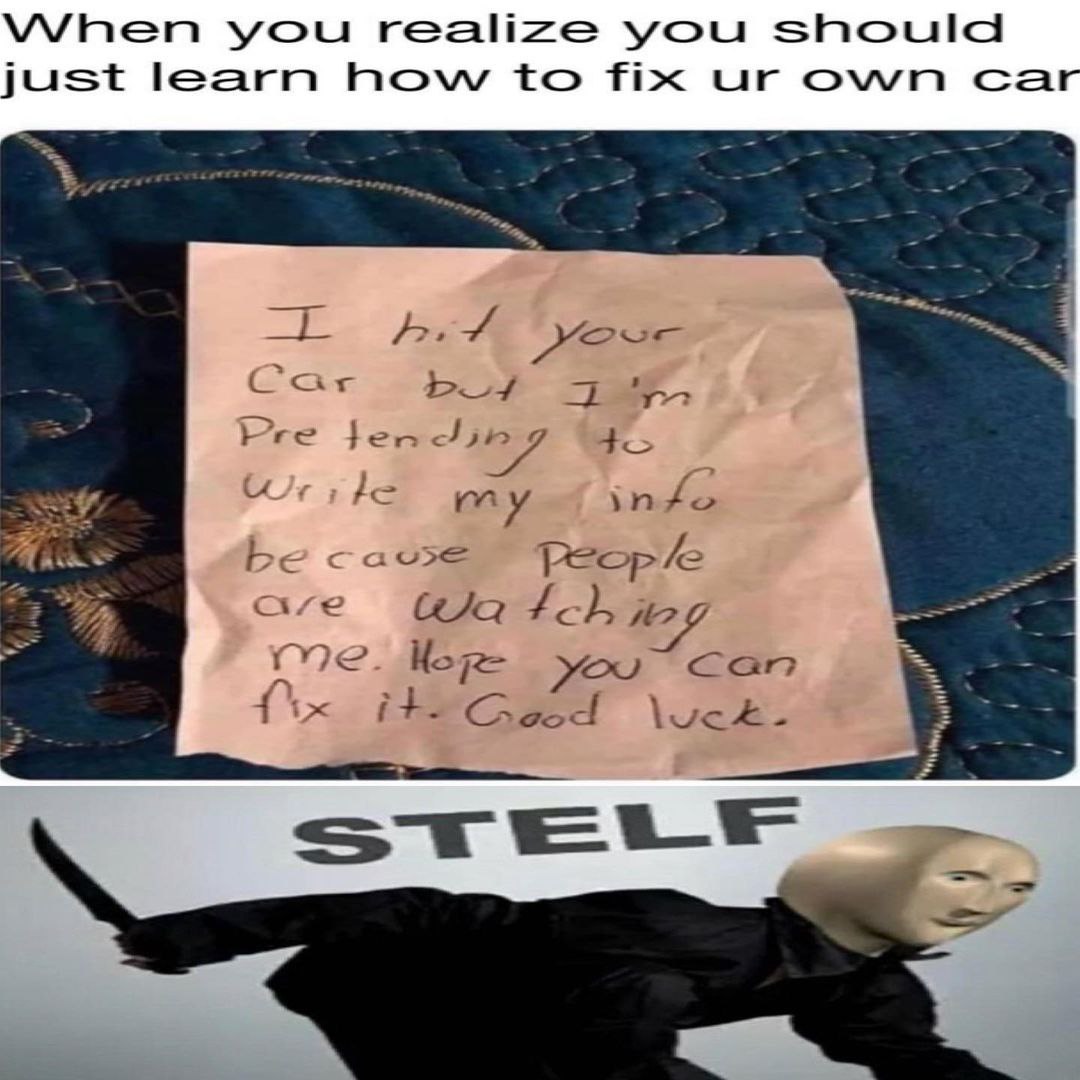 When you realize you should
just learn how to fix ur own car
I hit your
Car but I'm
Pretending to
Write my info
because People
are watching
me. Hope you can
fix it. Good luck.
STELF